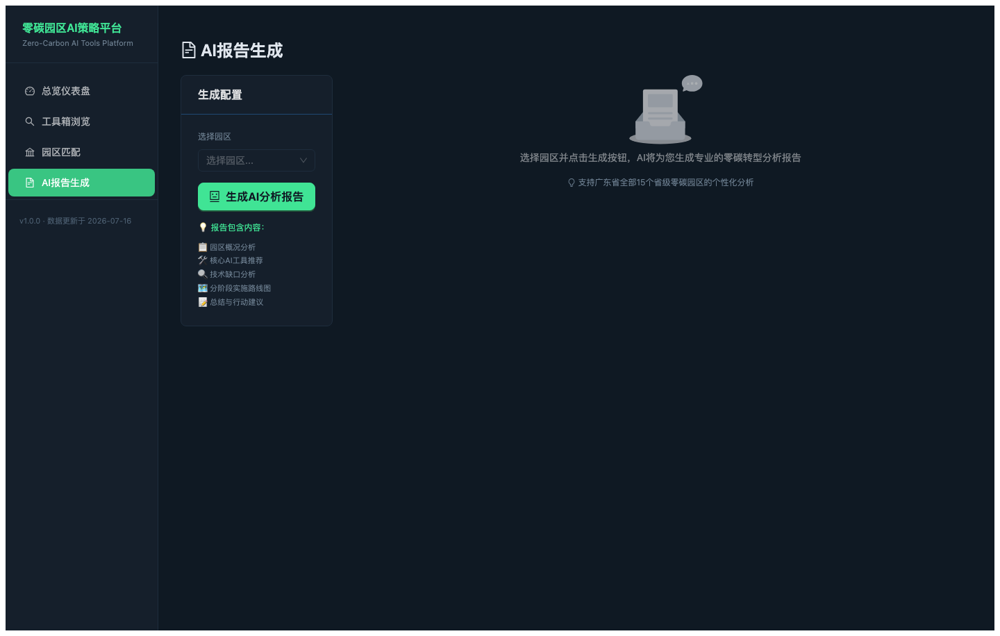 零碳园区AI策略平台
Zero-Carbon AI Tools Platform
总览仪表盘
工具箱浏览
园区匹配
AI报告生成
v1.0.0 · 数据更新于 2026-07-16
AI报告生成
生成配置
选择园区
选择园区...
生成AI分析报告
报告包含内容：
园区概况分析
核心AI工具推荐
技术缺口分析
分阶段实施路线图
总结与行动建议
选择园区并点击生成按钮，AI将为您生成专业的零碳转型分析报告
支持广东省全部15个省级零碳园区的个性化分析